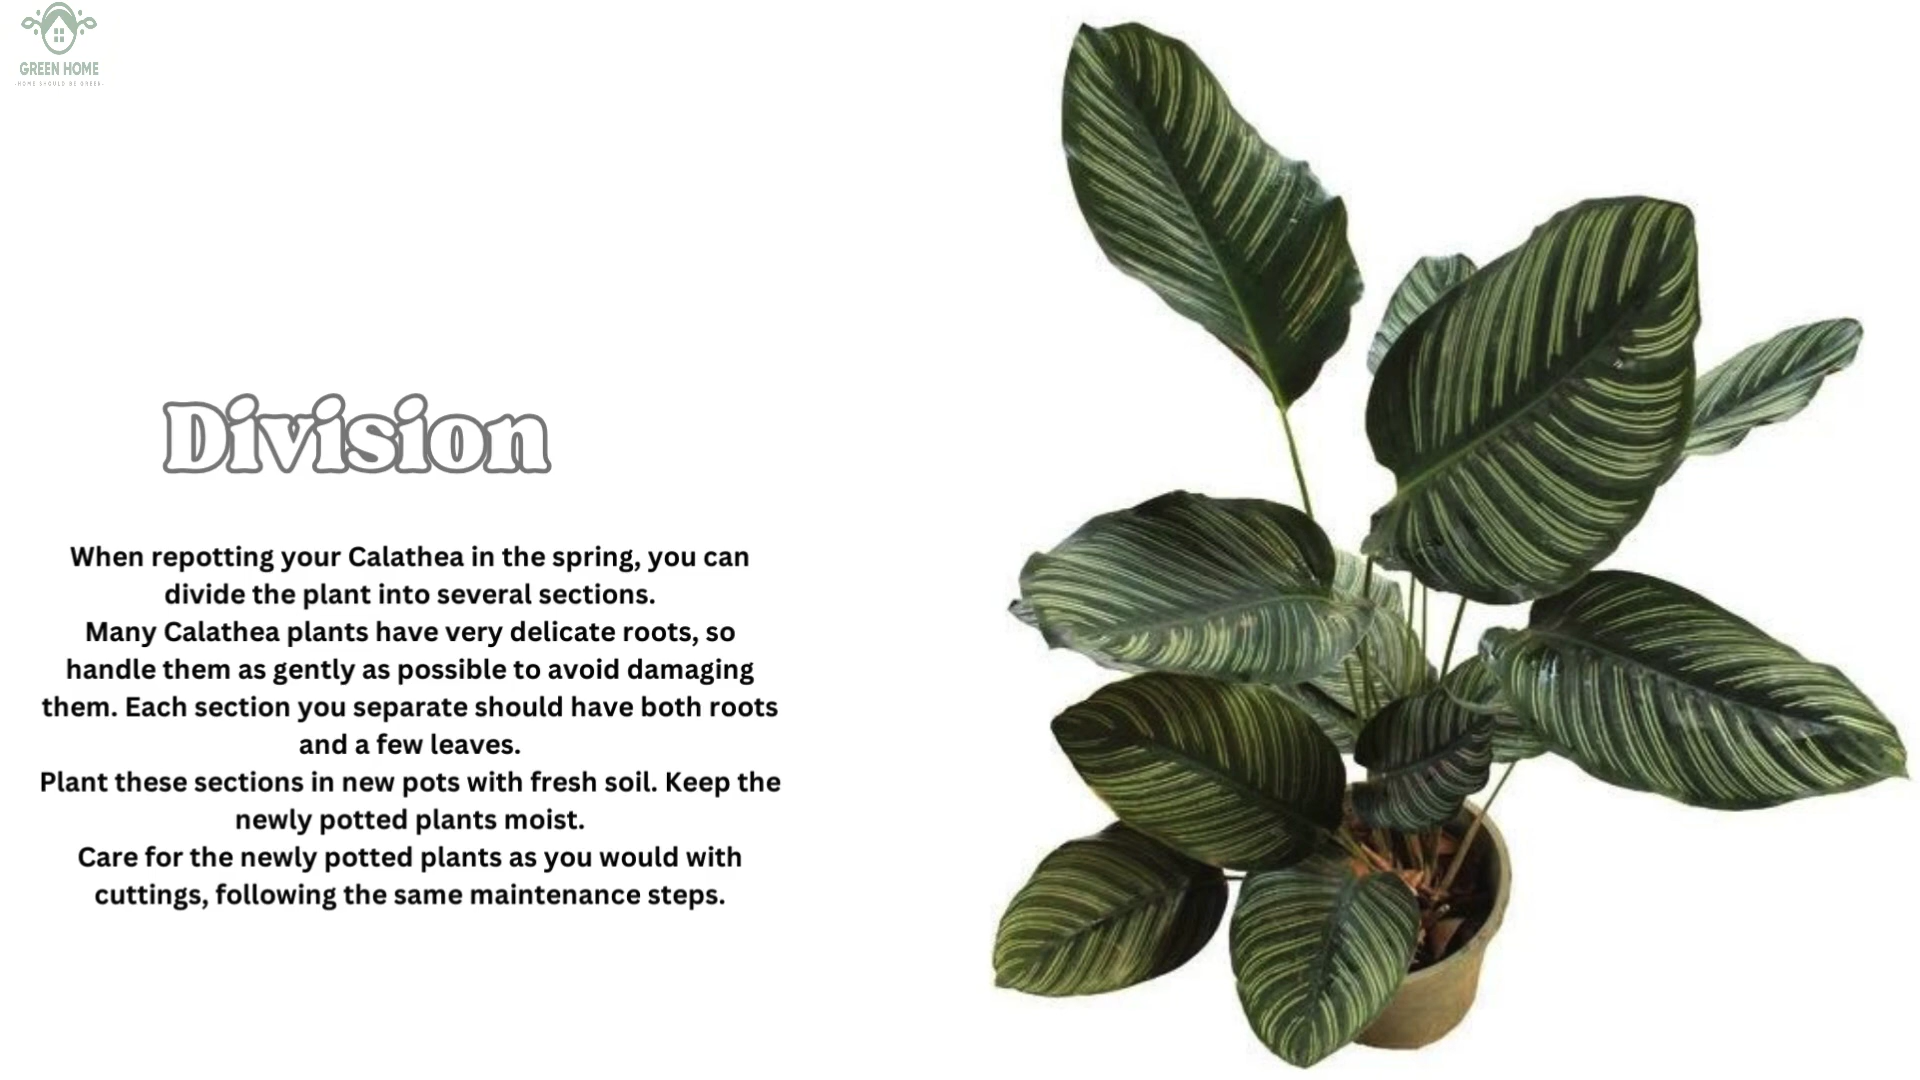 GREEN HOME
-HOME SHOULD BE GREEN-
Division
When repotting your Calathea in the spring, you can
divide the plant into several sections.
Many Calathea plants have very delicate roots, so
handle them as gently as possible to avoid damaging
them. Each section you separate should have both roots
and a few leaves.
Plant these sections in new pots with fresh soil. Keep the
newly potted plants moist.
Care for the newly potted plants as you would with
cuttings, following the same maintenance steps.